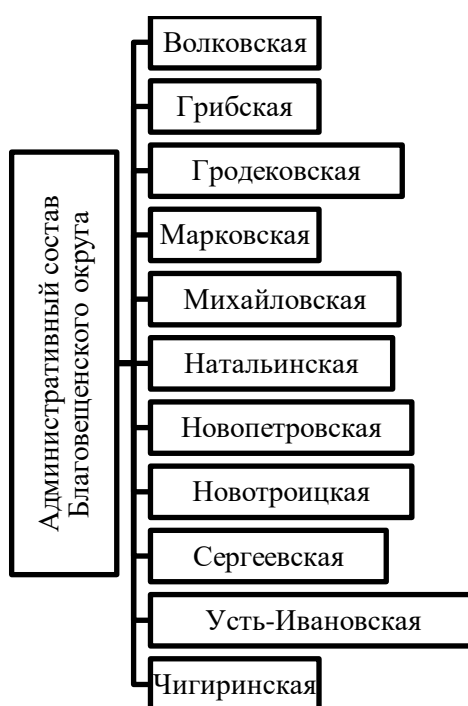 Административный состав
Благовещенского округа
Волковская
Грибская
Гродековская
Марковская
Михайловская
Натальинская
Новопетровская
Новотроицкая
Сергеевская
Усть-Ивановская
Чигиринская